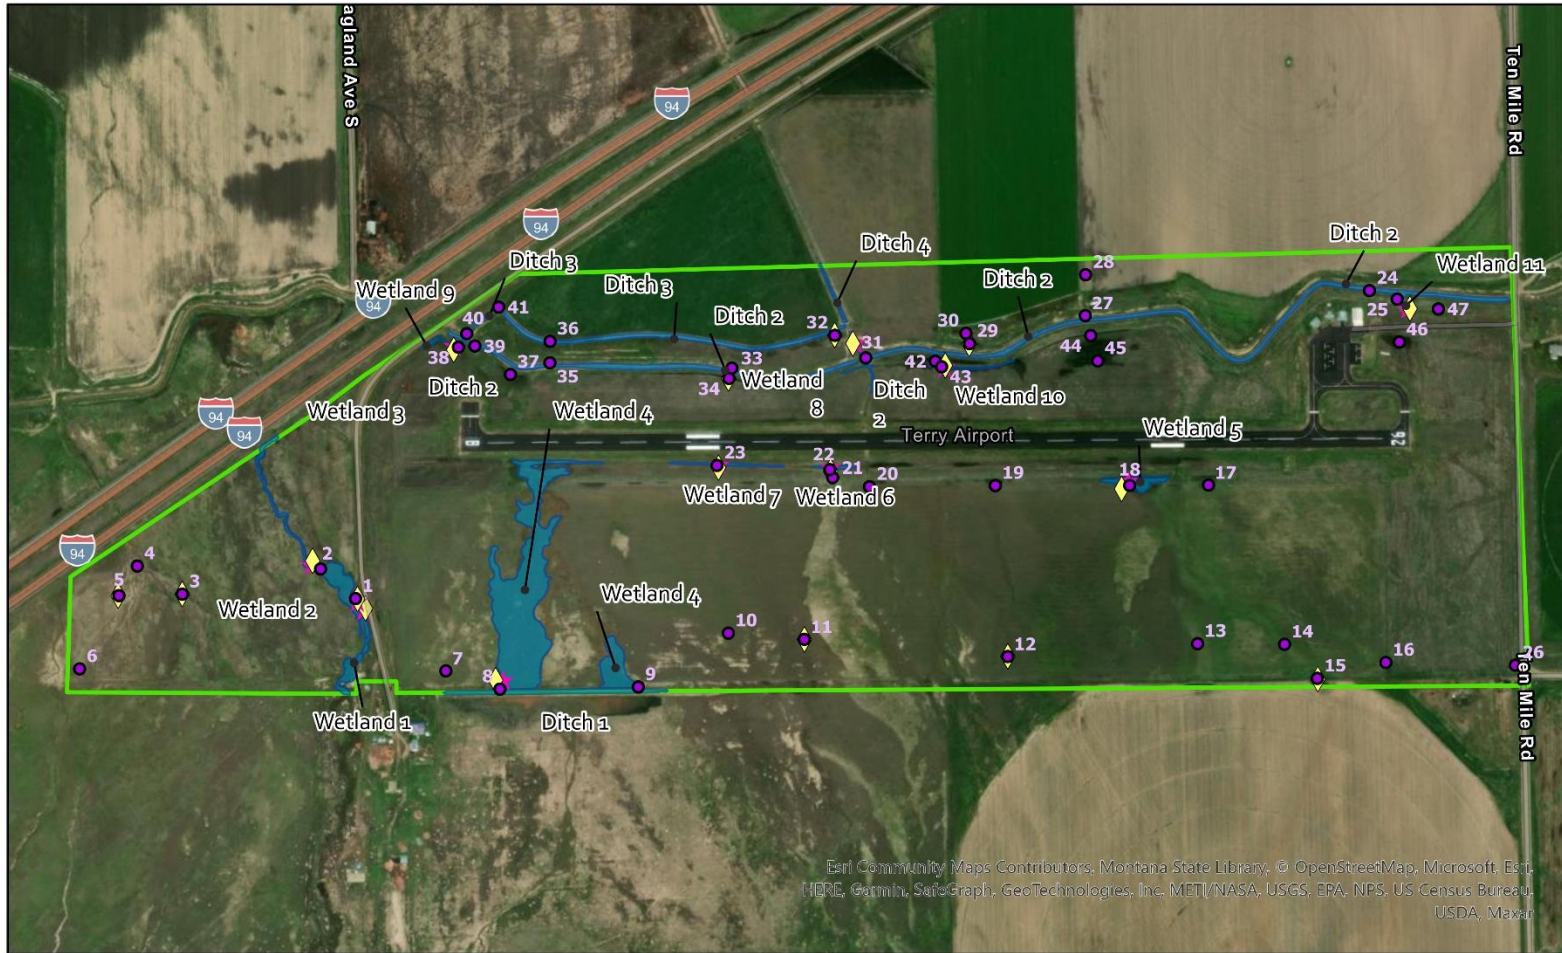 agland Ave S
94
Ten Mile Rd
94
Ditch 4
Ditch 2
Ditch 3
28
24
Wetland 11
Wetland 9
Ditch 3
Ditch 2
94
41
Ditch 2
27
25
47
40
36
32
30
29
46
38
39
31
44
45
37
35
33
42
43
34
Wetland
8
Ditch
2
Wetland 10
Ditch 2
94
Wetland 3
Wetland 4
94
8
Terry Airport
Wetland 5
26
23
22
21
20
19
18
17
Wetland 7
Wetland 6
94
4
2
5
3
1
Wetland 2
Wetland 4
10
11
13
14
12
16
26
6
7
8
9
15
Ten Mile Rd
Wetland 1
Ditch 1
Esri Community Maps Contributors, Montana State Library, © OpenStreetMap, Microsoft, Esri,
HERE, Garmin, SafeGraph, GeoTechnologies, Inc, METI/NASA, USGS, EPA, NPS, US Census Bureau,
USDA, Maxar